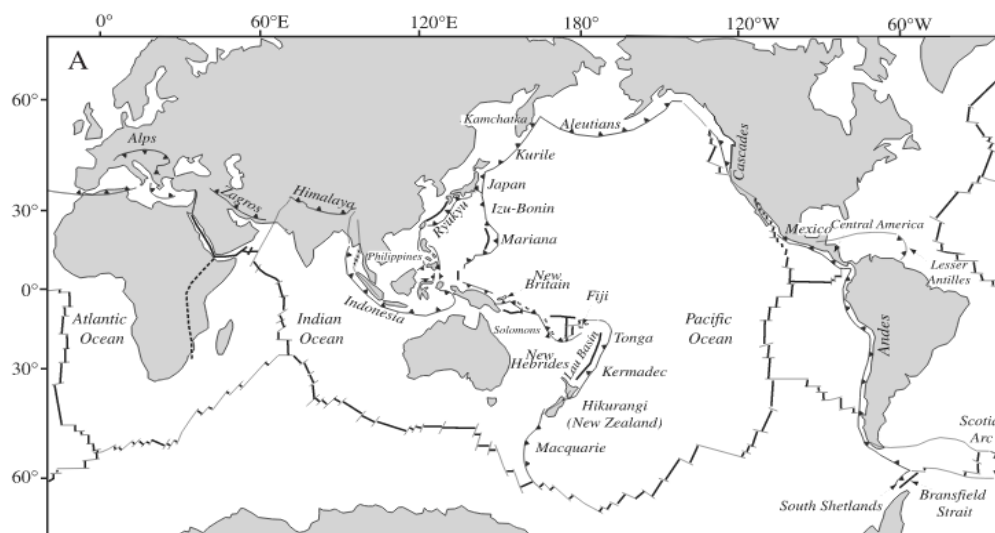 0° 60°E 120°E 180° 120°W 60°W
A
60°
Kamchatka
Aleutians
Alps
Cascades
Kurile
Zagros
Himalaya
Japan
30°
Ryukyu
Izu-Bonin
Mexico
Central America
Mariana
Philippines
Lesser
Antilles
New
Britain
0°
Fiji
Indonesia
Atlantic
Ocean
Indian
Ocean
Solomons
Pacific
Ocean
Tonga
Andes
New
Hebrides
Lau Basin
30°
Kermadec
Hikurangi
(New Zealand)
Scotia
Arc
Macquarie
60°
South Shetlands
Bransfield
Strait